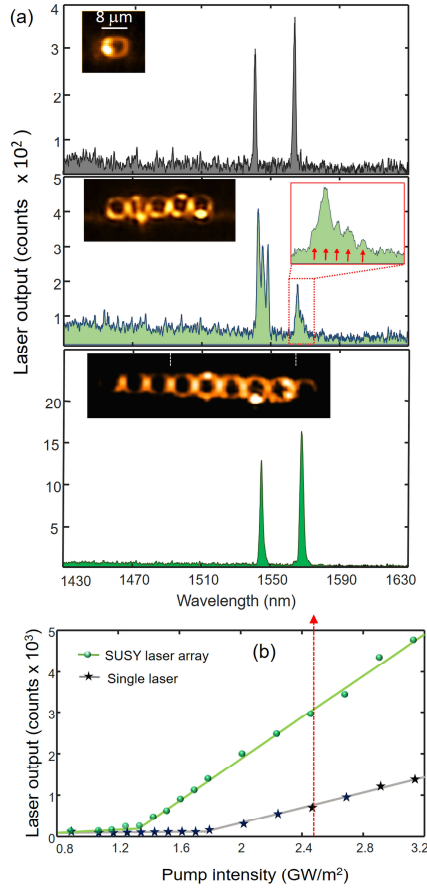 (a)
8 μm
4
3
2
1
5
4
3
2
1
20
15
10
5
Laser output (counts x 10²)
1430 1470 1510 1550 1590 1630
Wavelength (nm)
(b)
SUSY laser array
Single laser
5
4
3
2
1
0
Laser output (counts x 10³)
0.8 1.2 1.6 2 2.4 2.8 3.2
Pump intensity (GW/m²)